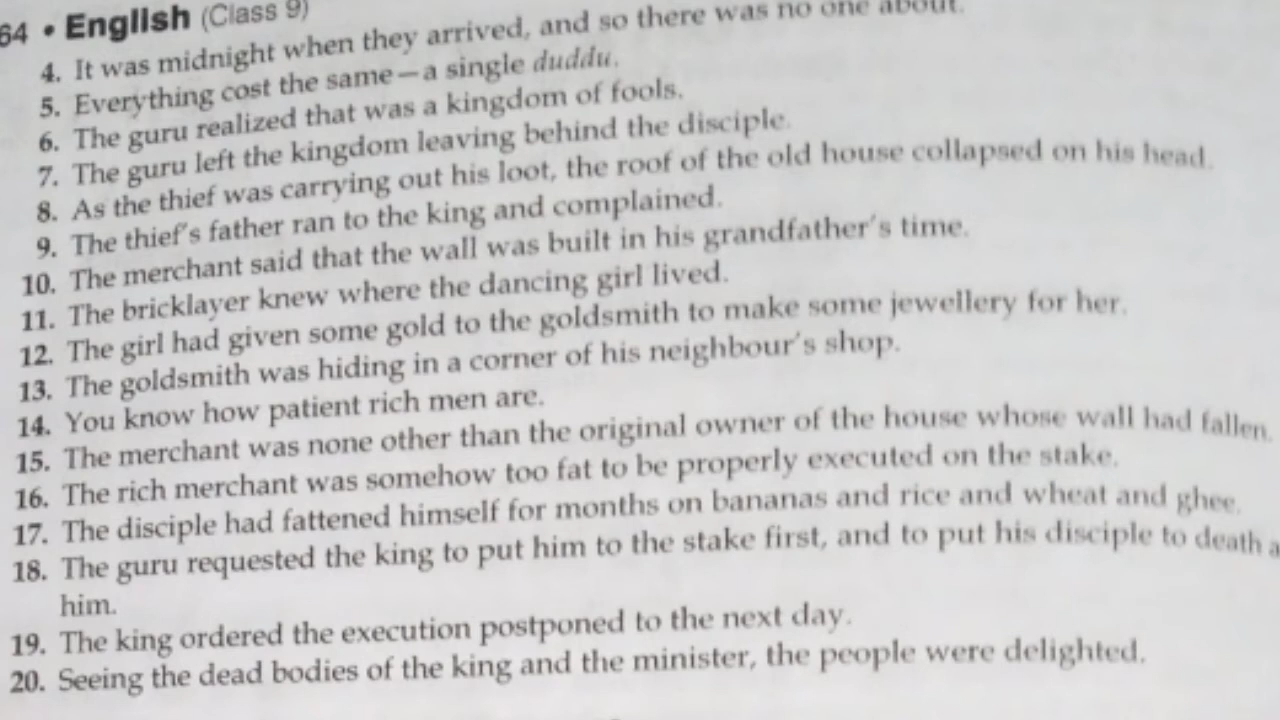 64 • English (Class 9)
4. It was midnight when they arrived, and so there was no one about.
5. Everything cost the same—a single duddu.
6. The guru realized that was a kingdom of fools.
7. The guru left the kingdom leaving behind the disciple.
8. As the thief was carrying out his loot, the roof of the old house collapsed on his head.
9. The thief's father ran to the king and complained.
10. The merchant said that the wall was built in his grandfather's time.
11. The bricklayer knew where the dancing girl lived.
12. The girl had given some gold to the goldsmith to make some jewellery for her.
13. The goldsmith was hiding in a corner of his neighbour's shop.
14. You know how patient rich men are.
15. The merchant was none other than the original owner of the house whose wall had fallen.
16. The rich merchant was somehow too fat to be properly executed on the stake.
17. The disciple had fattened himself for months on bananas and rice and wheat and ghee.
18. The guru requested the king to put him to the stake first, and to put his disciple to death
him.
19. The king ordered the execution postponed to the next day.
20. Seeing the dead bodies of the king and the minister, the people were delighted.